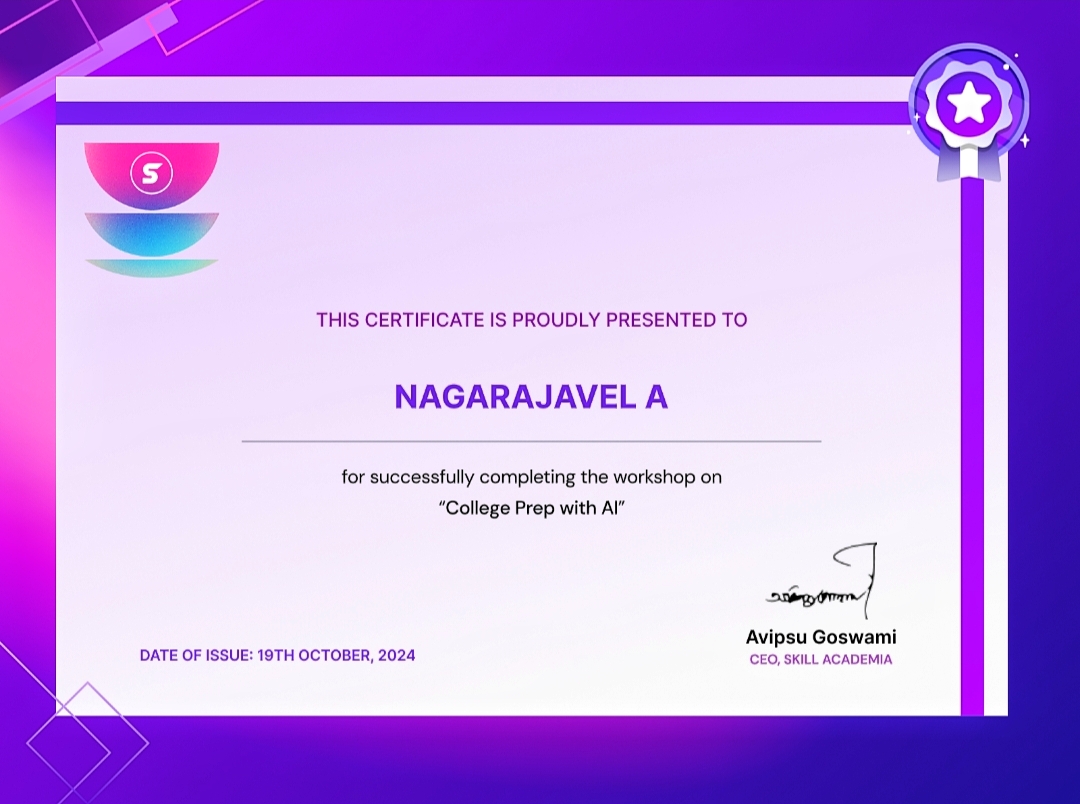 S
THIS CERTIFICATE IS PROUDLY PRESENTED TO
NAGARAJAVEL A
for successfully completing the workshop on
“College Prep with AI”
Avipsu Goswami
CEO, SKILL ACADEMIA
DATE OF ISSUE: 19TH OCTOBER, 2024